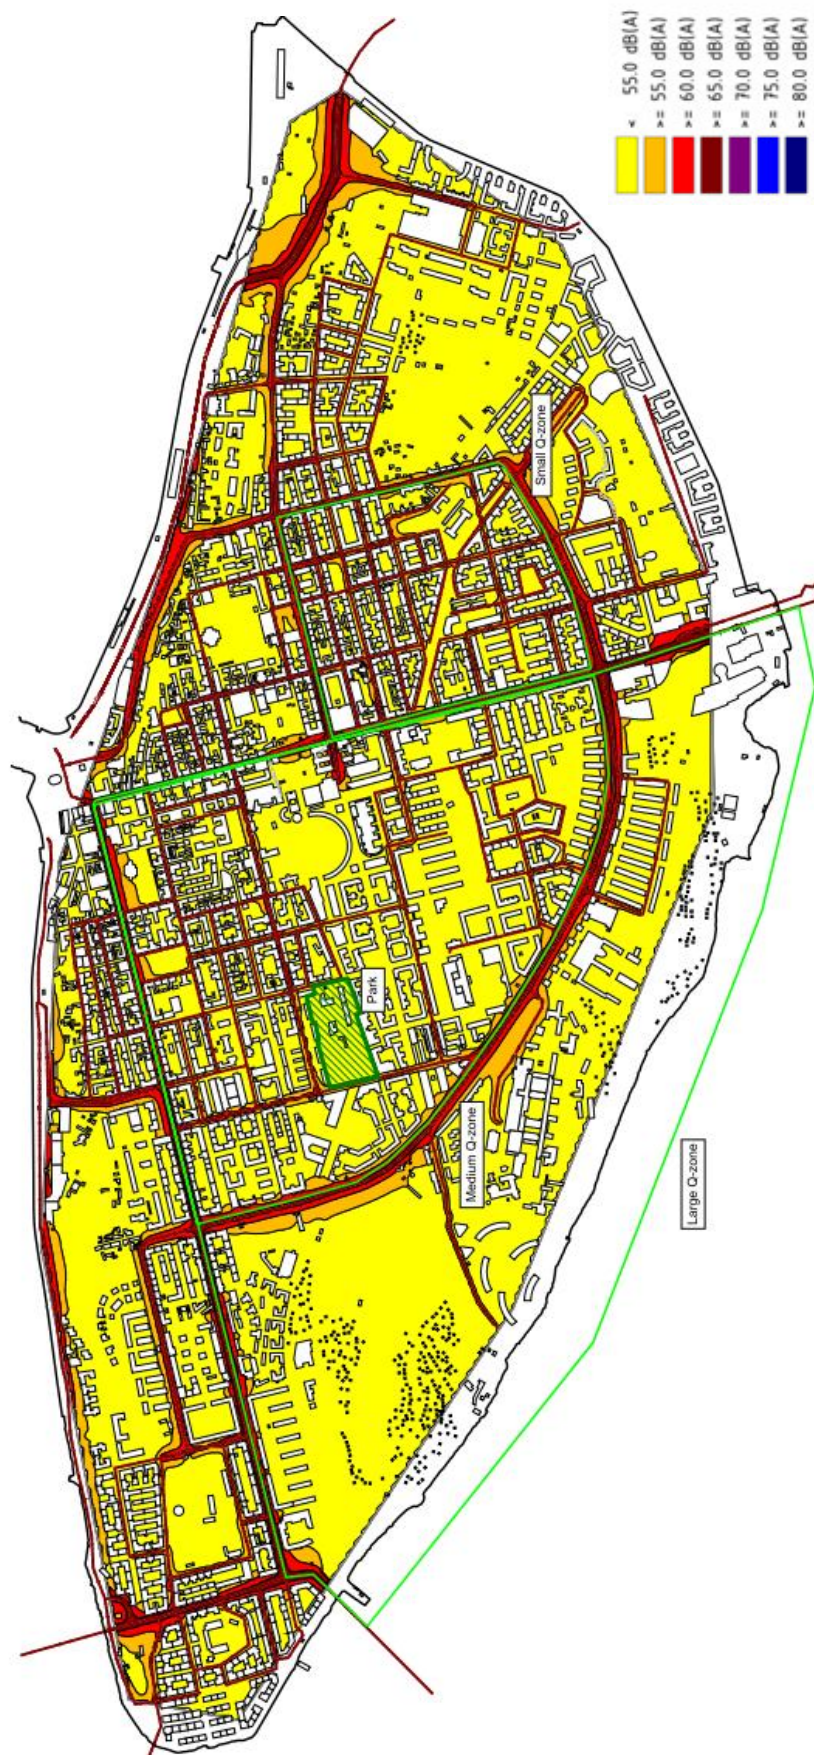 < 55.0 dB(A)
>= 55.0 dB(A)
>= 60.0 dB(A)
>= 65.0 dB(A)
>= 70.0 dB(A)
>= 75.0 dB(A)
>= 80.0 dB(A)
Small Q-zone
Park
Medium Q-zone
Large Q-zone